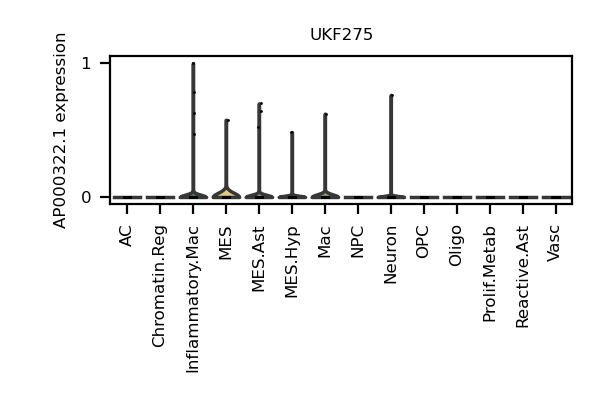 UKF275
AP000322.1 expression
1
0
AC
Chromatin.Reg
Inflammatory.Mac
MES
MES.Ast
MES.Hyp
Mac
NPC
Neuron
OPC
Oligo
Prolif.Metab
Reactive.Ast
Vasc